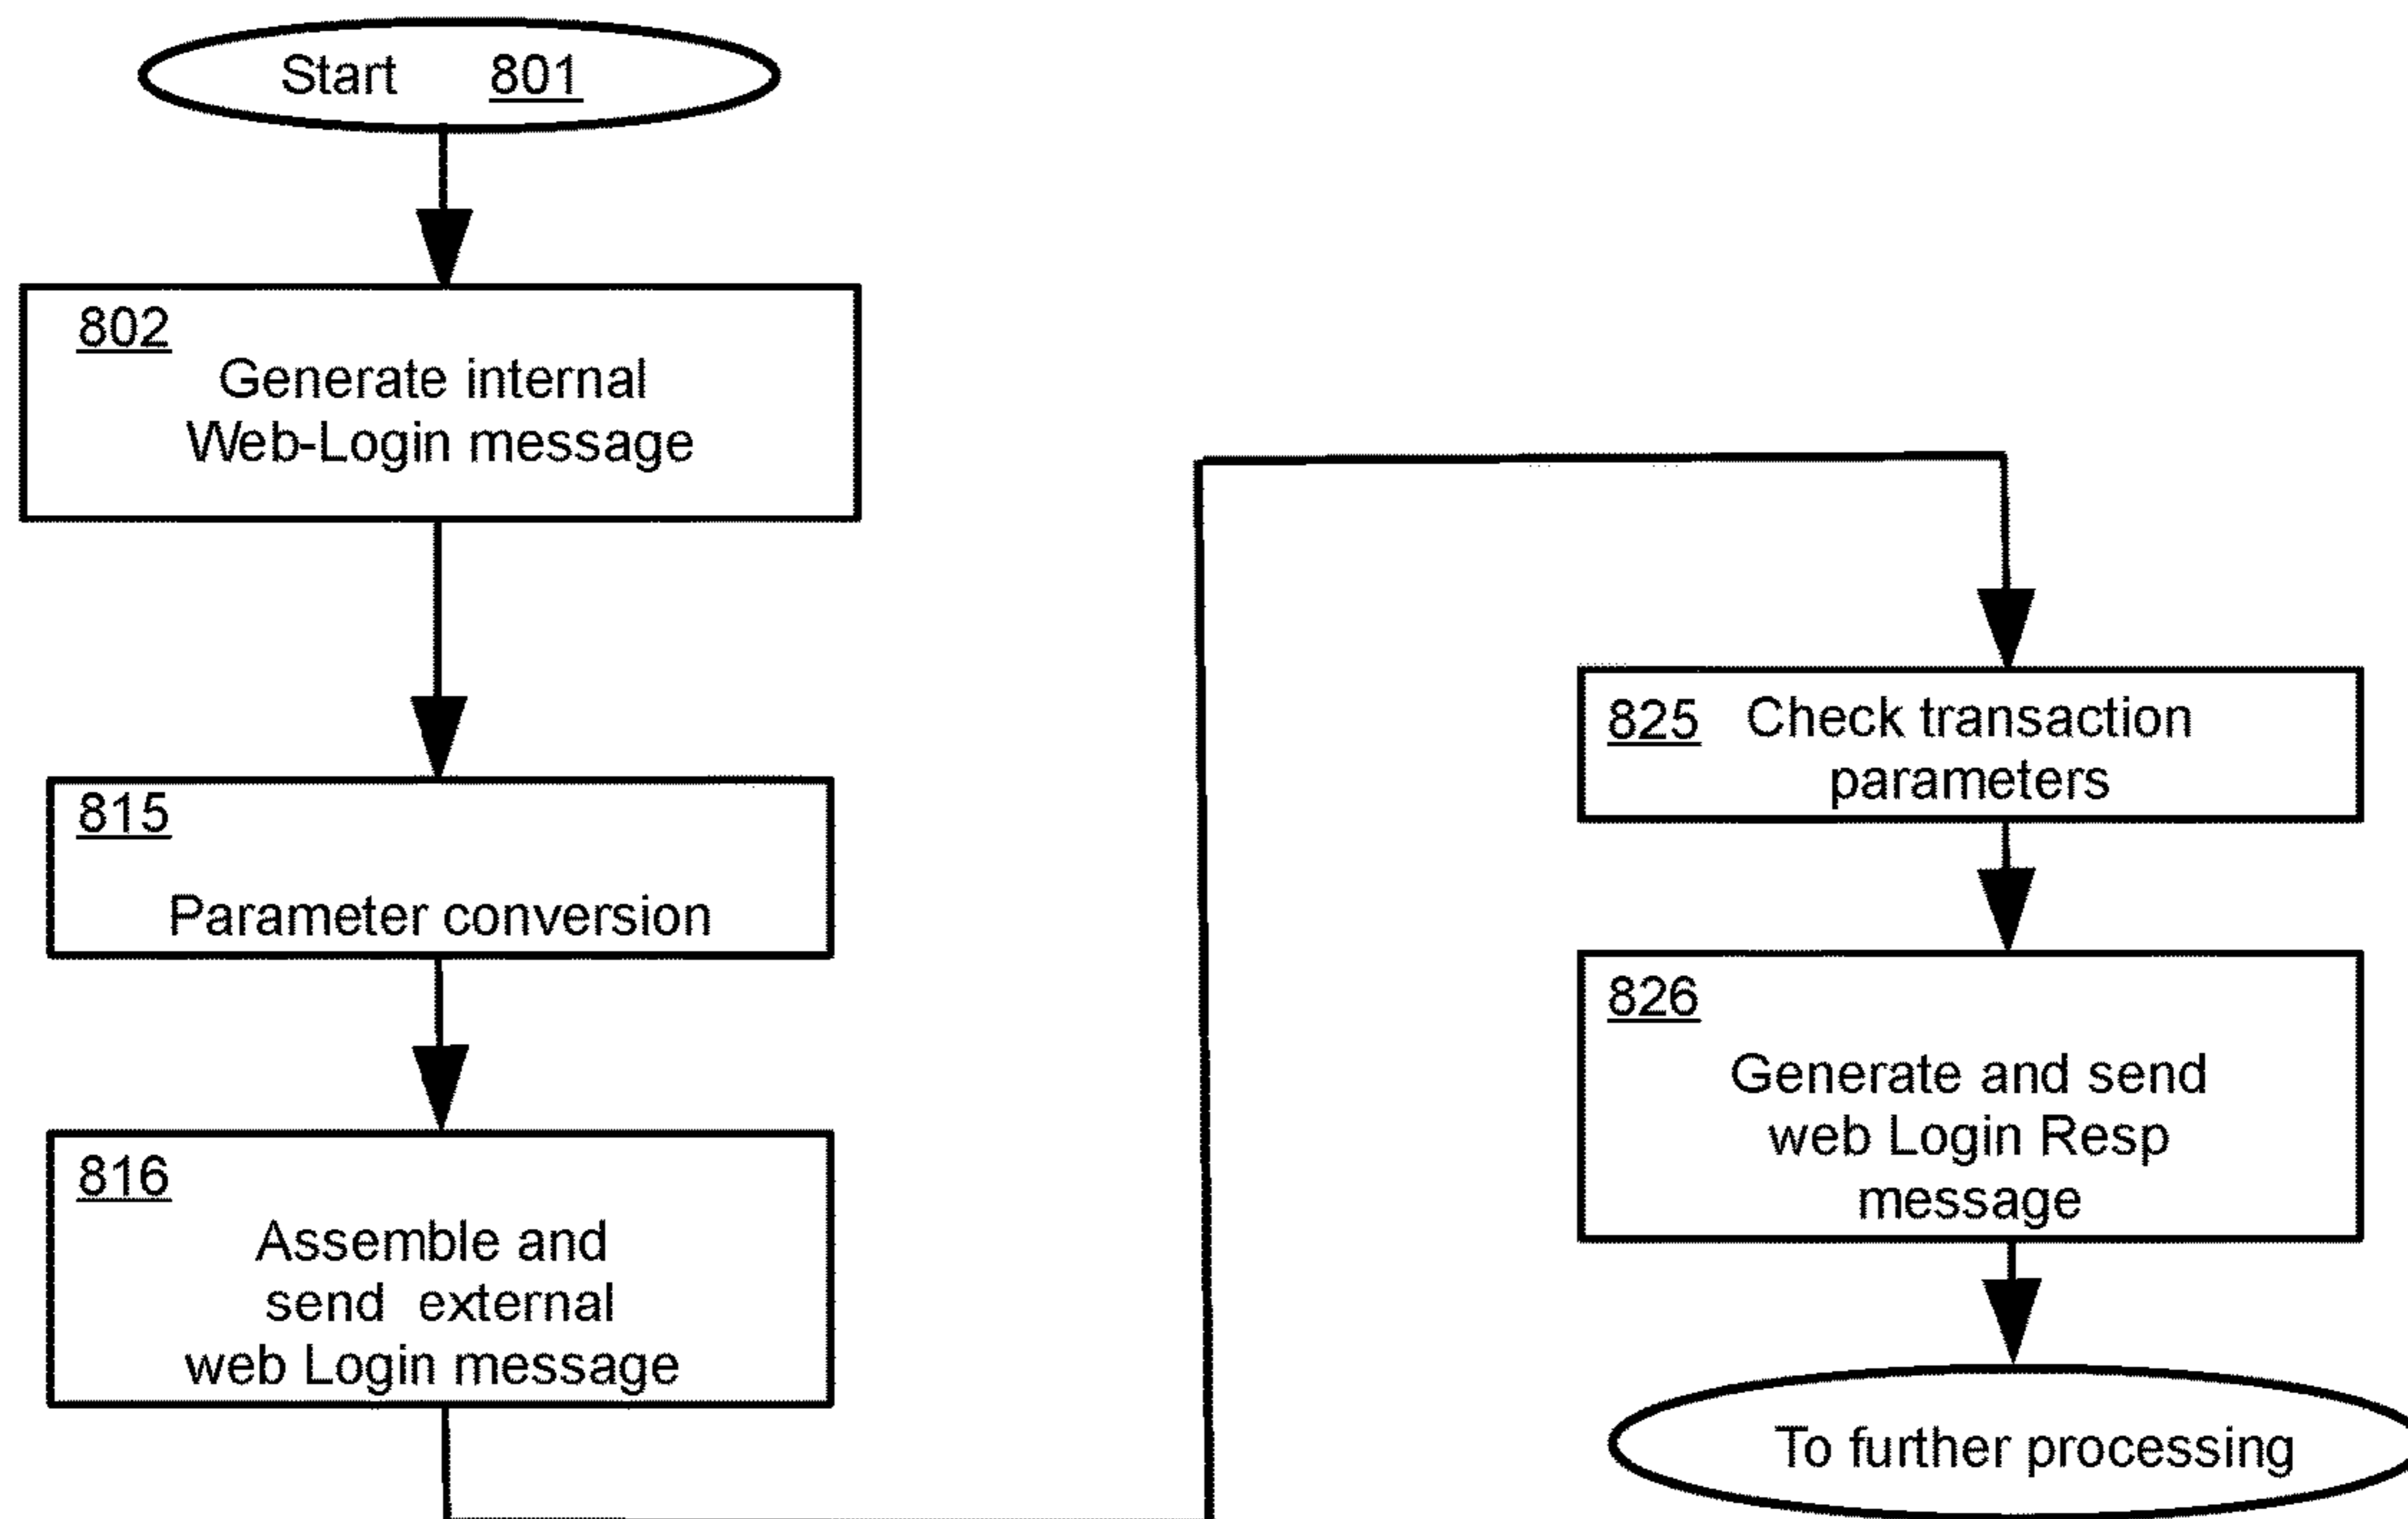 Start 801
802
Generate internal
Web-Login message
815
Parameter conversion
816
Assemble and
send external
web Login message
825 Check transaction
parameters
826
Generate and send
web Login Resp
message
To further processing